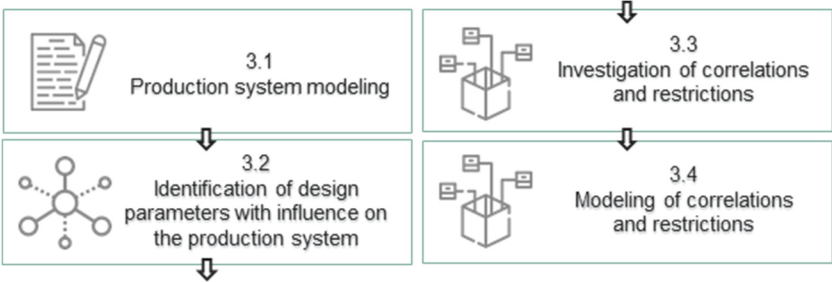 3.1
Production system modeling
3.2
Identification of design
parameters with influence on
the production system
3.3
Investigation of correlations
and restrictions
3.4
Modeling of correlations
and restrictions